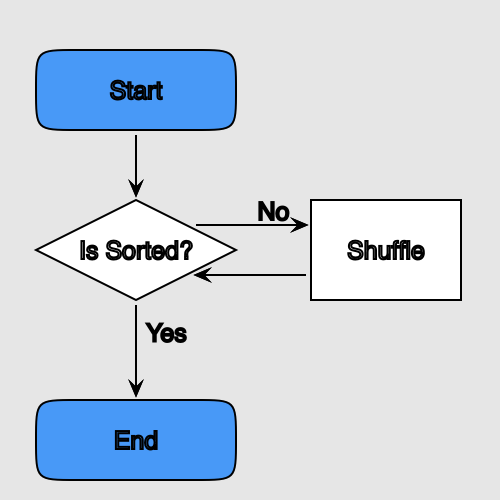 Start
No
Is Sorted?
Shuffle
Yes
End